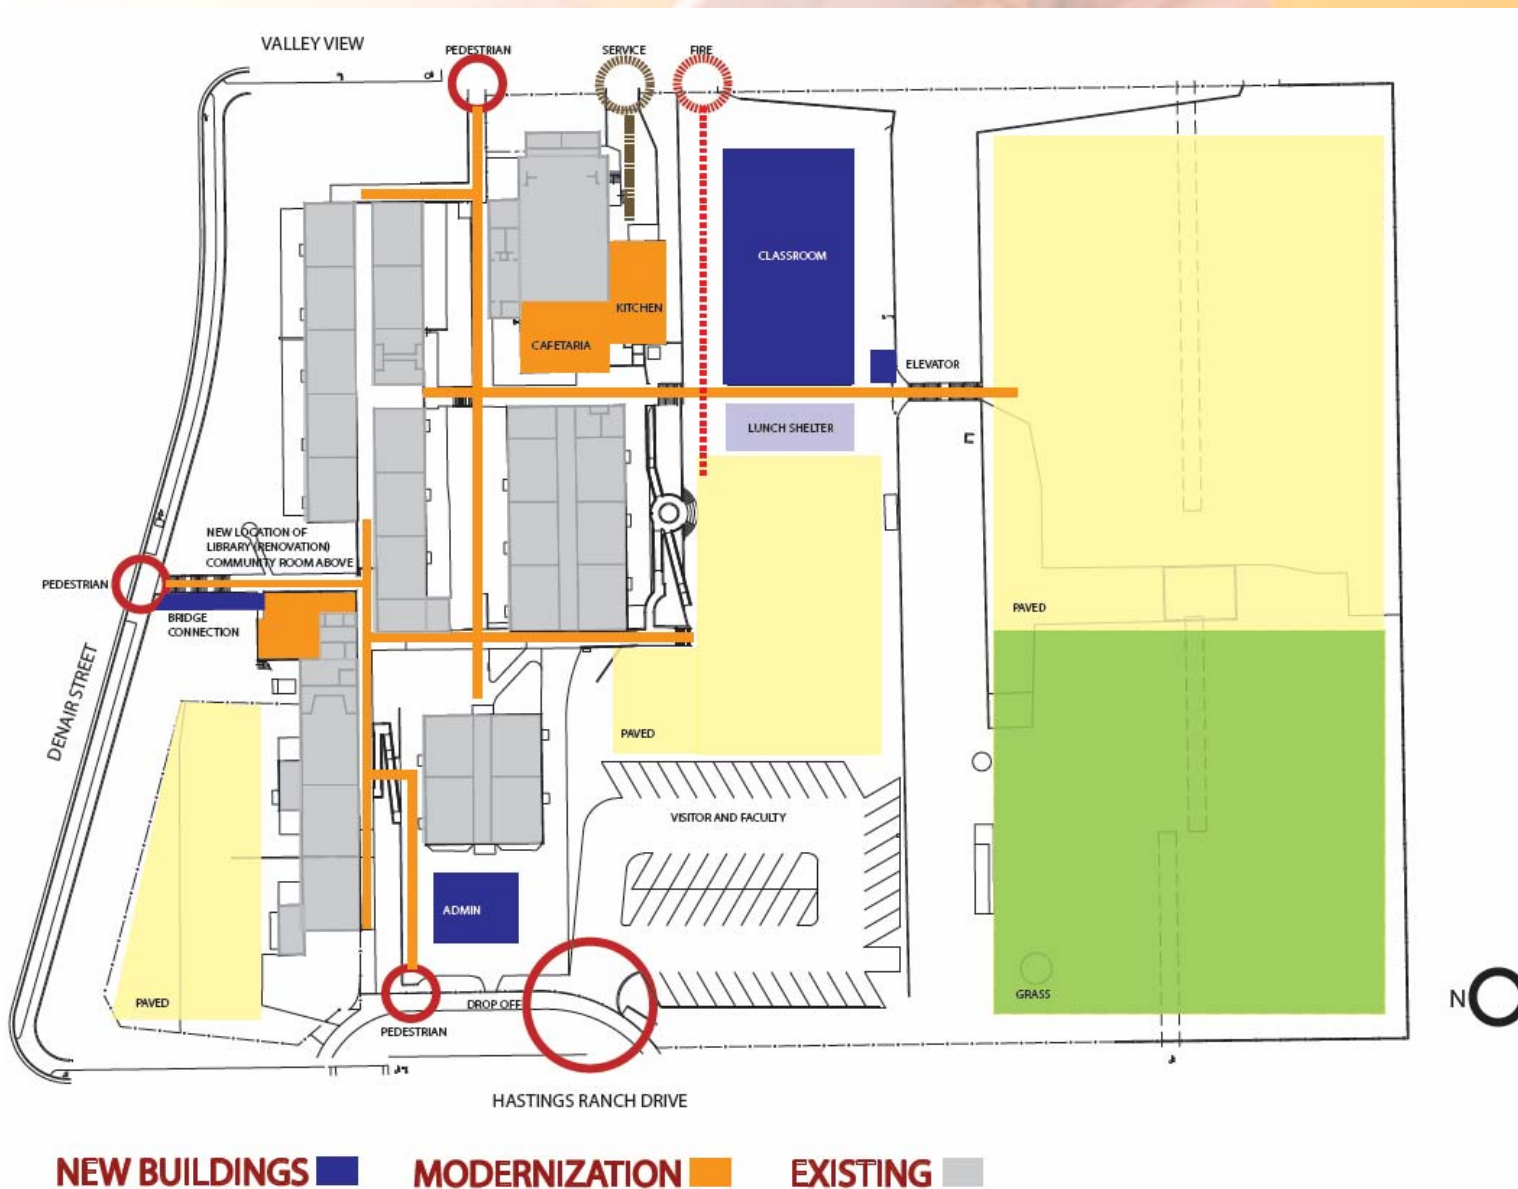 VALLEY VIEW
PEDESTRIAN
SERVICE
FIRE
CLASSROOM
KITCHEN
CAFETARIA
ELEVATOR
LUNCH SHELTER
NEW LOCATION OF
LIBRARY (RENOVATION)
COMMUNITY ROOM ABOVE
PEDESTRIAN
BRIDGE
CONNECTION
PAVED
DENAIR STREET
PAVED
VISITOR AND FACULTY
ADMIN
PAVED
DROP OFF
PEDESTRIAN
GRASS
N
HASTINGS RANCH DRIVE
NEW BUILDINGS
MODERNIZATION
EXISTING